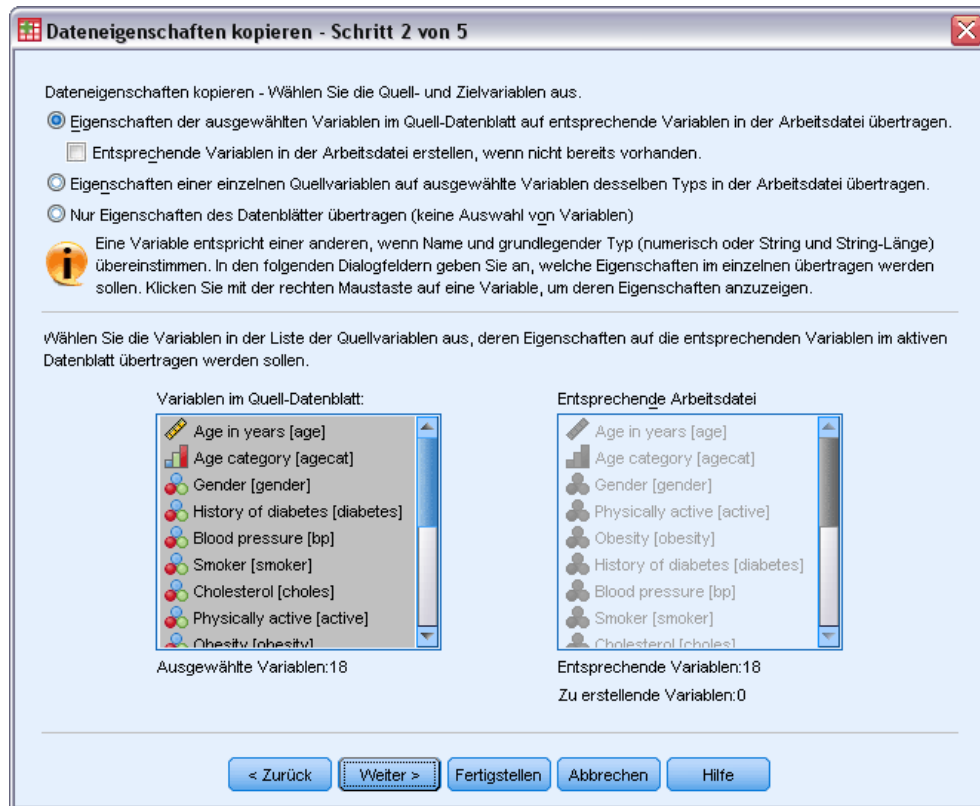 Dateneigenschaften kopieren - Schritt 2 von 5
Dateneigenschaften kopieren - Wählen Sie die Quell- und Zielvariablen aus.
Eigenschaften der ausgewählten Variablen im Quell-Datenblatt auf entsprechende Variablen in der Arbeitsdatei übertragen.
Entsprechende Variablen in der Arbeitsdatei erstellen, wenn nicht bereits vorhanden.
Eigenschaften einer einzelnen Quellvariablen auf ausgewählte Variablen desselben Typs in der Arbeitsdatei übertragen.
Nur Eigenschaften des Datenblätter übertragen (keine Auswahl von Variablen)
Eine Variable entspricht einer anderen, wenn Name und grundlegender Typ (numerisch oder String und String-Länge)
übereinstimmen. In den folgenden Dialogfeldern geben Sie an, welche Eigenschaften im einzelnen übertragen werden
sollen. Klicken Sie mit der rechten Maustaste auf eine Variable, um deren Eigenschaften anzuzeigen.
Wählen Sie die Variablen in der Liste der Quellvariablen aus, deren Eigenschaften auf die entsprechenden Variablen im aktiven
Datenblatt übertragen werden sollen.
Variablen im Quell-Datenblatt:
Age in years [age]
Age category [agecat]
Gender [gender]
History of diabetes [diabetes]
Blood pressure [bp]
Smoker [smoker]
Cholesterol [choles]
Physically active [active]
Obesity [obesity]
Ausgewählte Variablen:18
Entsprechende Arbeitsdatei
Age in years [age]
Age category [agecat]
Gender [gender]
Physically active [active]
Obesity [obesity]
History of diabetes [diabetes]
Blood pressure [bp]
Smoker [smoker]
Cholesterol [choles]
Entsprechende Variablen:18
Zu erstellende Variablen:0
< Zurück
Weiter >
Fertigstellen
Abbrechen
Hilfe